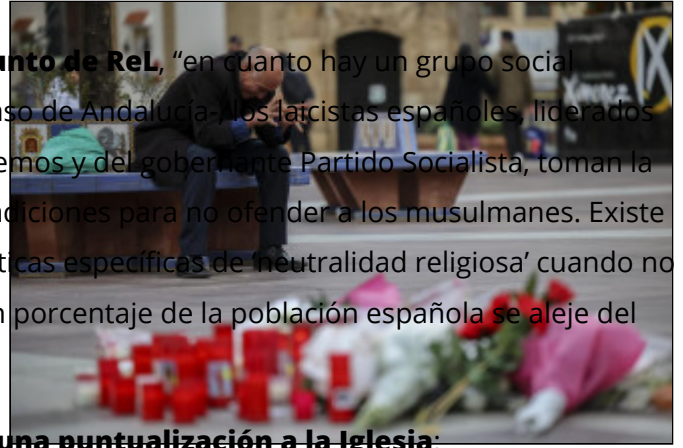 unto de ReL, “en cuanto hay un grupo social
so de Andalucía-, los laicistas españoles, liderados
emos y del gobernante Partido Socialista, toman la
diciones para no ofender a los musulmanes. Existe
ticas específicas de ‘neutralidad religiosa’ cuando no
n porcentaje de la población española se aleje del
una puntualización a la Iglesia: